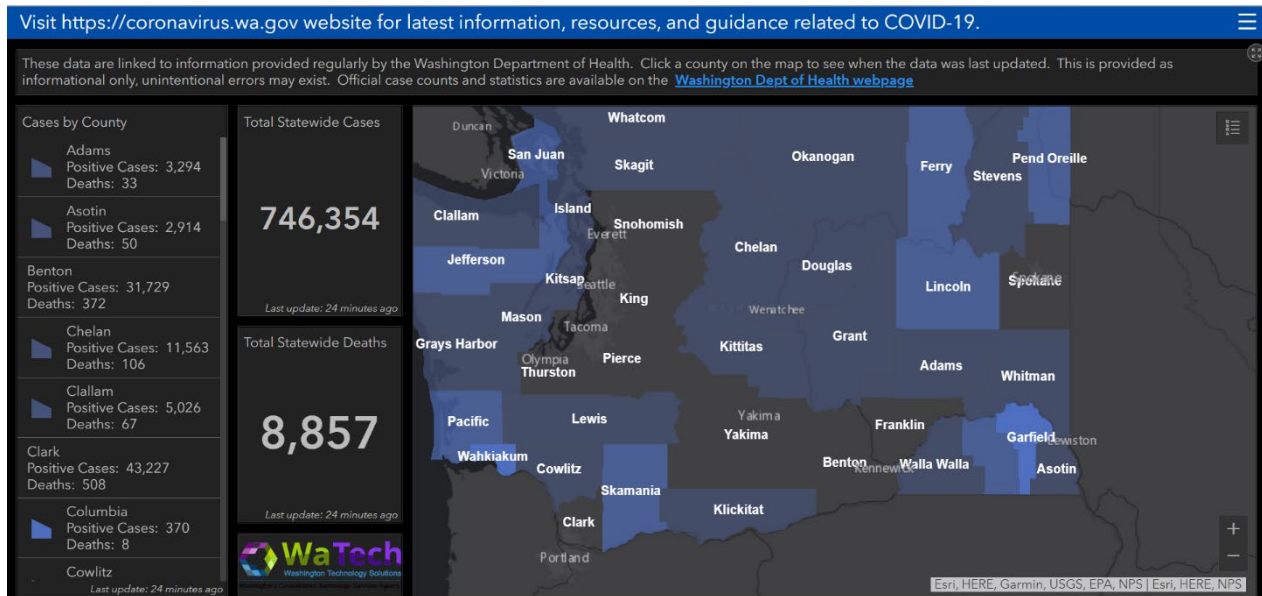 Visit https://coronavirus.wa.gov website for latest information, resources, and guidance related to COVID-19.
These data are linked to information provided regularly by the Washington Department of Health. Click a county on the map to see when the data was last updated. This is provided as
informational only, unintentional errors may exist. Official case counts and statistics are available on the Washington Dept of Health webpage
Cases by County
Adams
Positive Cases: 3,294
Deaths: 33
Asotin
Positive Cases: 2,914
Deaths: 50
Benton
Positive Cases: 31,729
Deaths: 372
Chelan
Positive Cases: 11,563
Deaths: 106
Clallam
Positive Cases: 5,026
Deaths: 67
Clark
Positive Cases: 43,227
Deaths: 508
Columbia
Positive Cases: 370
Deaths: 8
Cowlitz
Last update: 24 minutes ago
Total Statewide Cases
746,354
Last update: 24 minutes ago
Total Statewide Deaths
8,857
Last update: 24 minutes ago
WaTech
Washington Technology Solutions
Duncan
Whatcom
San Juan
Victoria
Skagit
Okanogan
Ferry
Pend Oreille
Stevens
Clallam
Island
Snohomish
Everett
Chelan
Jefferson
Douglas
Kitsap
Seattle
King
Lincoln
Spokane
Spokane
Mason
Tacoma
Wenatchee
Grays Harbor
Olympia
Thurston
Pierce
Kittitas
Grant
Adams
Whitman
Pacific
Lewis
Yakima
Yakima
Franklin
Garfield
Lewiston
Wahkiakum
Cowlitz
Benton
Kennewick
Walla Walla
Asotin
Skamania
Klickitat
Clark
Portland
Esri, HERE, Garmin, USGS, EPA, NPS | Esri, HERE, NPS